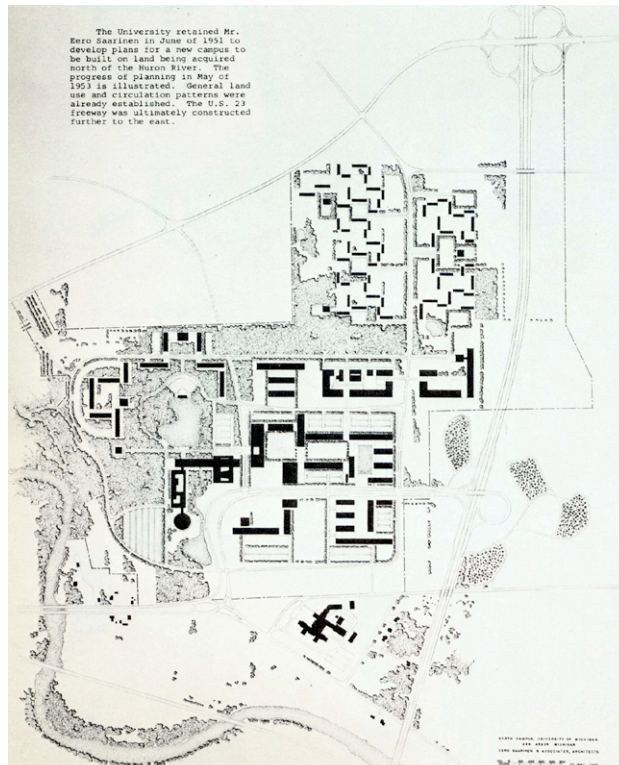 The University retained Mr.
Eero Saarinen in June of 1951 to
develop plans for a new campus to
be built on land being acquired
north of the Huron River. The
progress of planning in May of
1953 is illustrated. General land
use and circulation patterns were
already established. The U.S. 23
freeway was ultimately constructed
further to the east.
NORTH CAMPUS, UNIVERSITY OF MICHIGAN
ANN ARBOR MICHIGAN
EERO SAARINEN & ASSOCIATES, ARCHITECTS